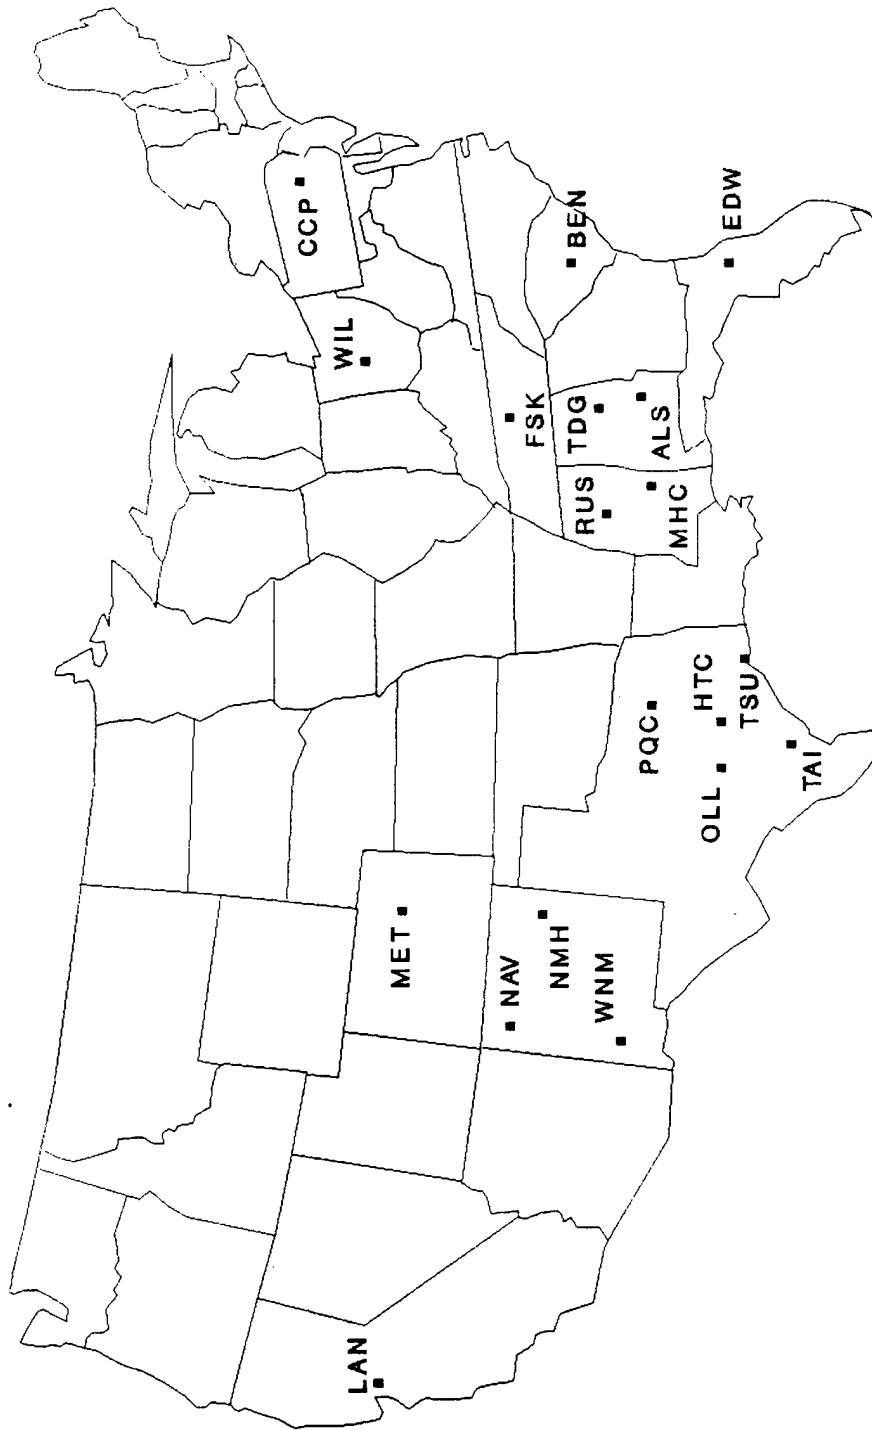 CCP
WIL
BEN
EDW
FSK
TDG
ALS
RUS
MHC
PQC
HTC
TSU
OLL
TAI
MET
NAV
NMH
WNM
LAN